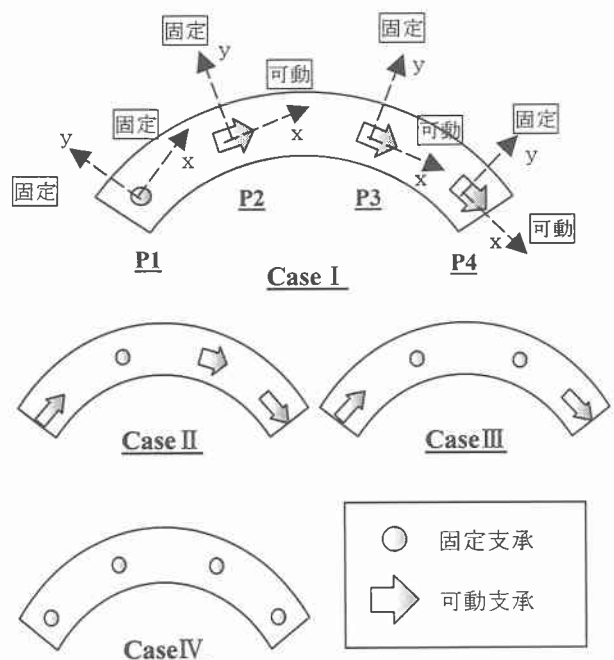 固定
y
可動
x
固定
y
固定
y
固定
x
可動
x
固定
y
可動
x
P1
P2
P3
P4
Case I
Case II
Case III
Case IV
固定支承
可動支承